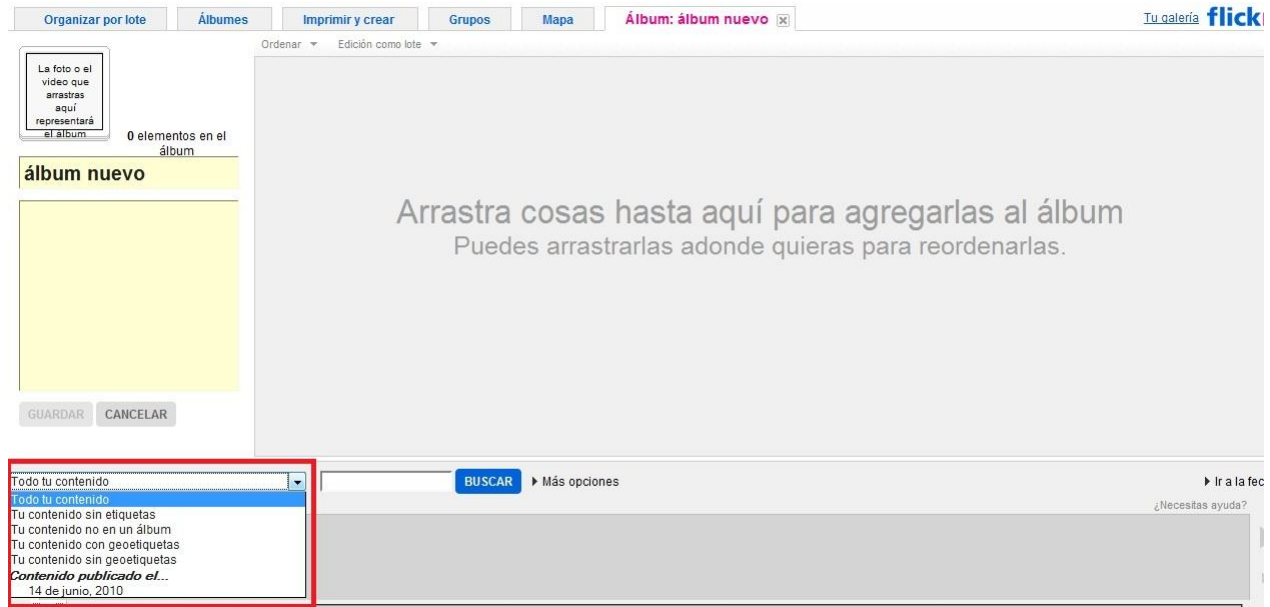 Organizar por lote
Álbumes
Imprimir y crear
Grupos
Mapa
Álbum: álbum nuevo
Tu galería
flick
Ordenar
Edición como lote
La foto o el
video que
arrastras
aquí
representará
el álbum
0 elementos en el
álbum
álbum nuevo
Arrastra cosas hasta aquí para agregarlas al álbum
Puedes arrastrarlas adonde quieras para reordenarlas.
GUARDAR
CANCELAR
Todo tu contenido
BUSCAR
Más opciones
Ir a la fec
¿Necesitas ayuda?
Todo tu contenido
Tu contenido sin etiquetas
Tu contenido no en un álbum
Tu contenido con geoetiquetas
Tu contenido sin geoetiquetas
Contenido publicado el...
14 de junio, 2010